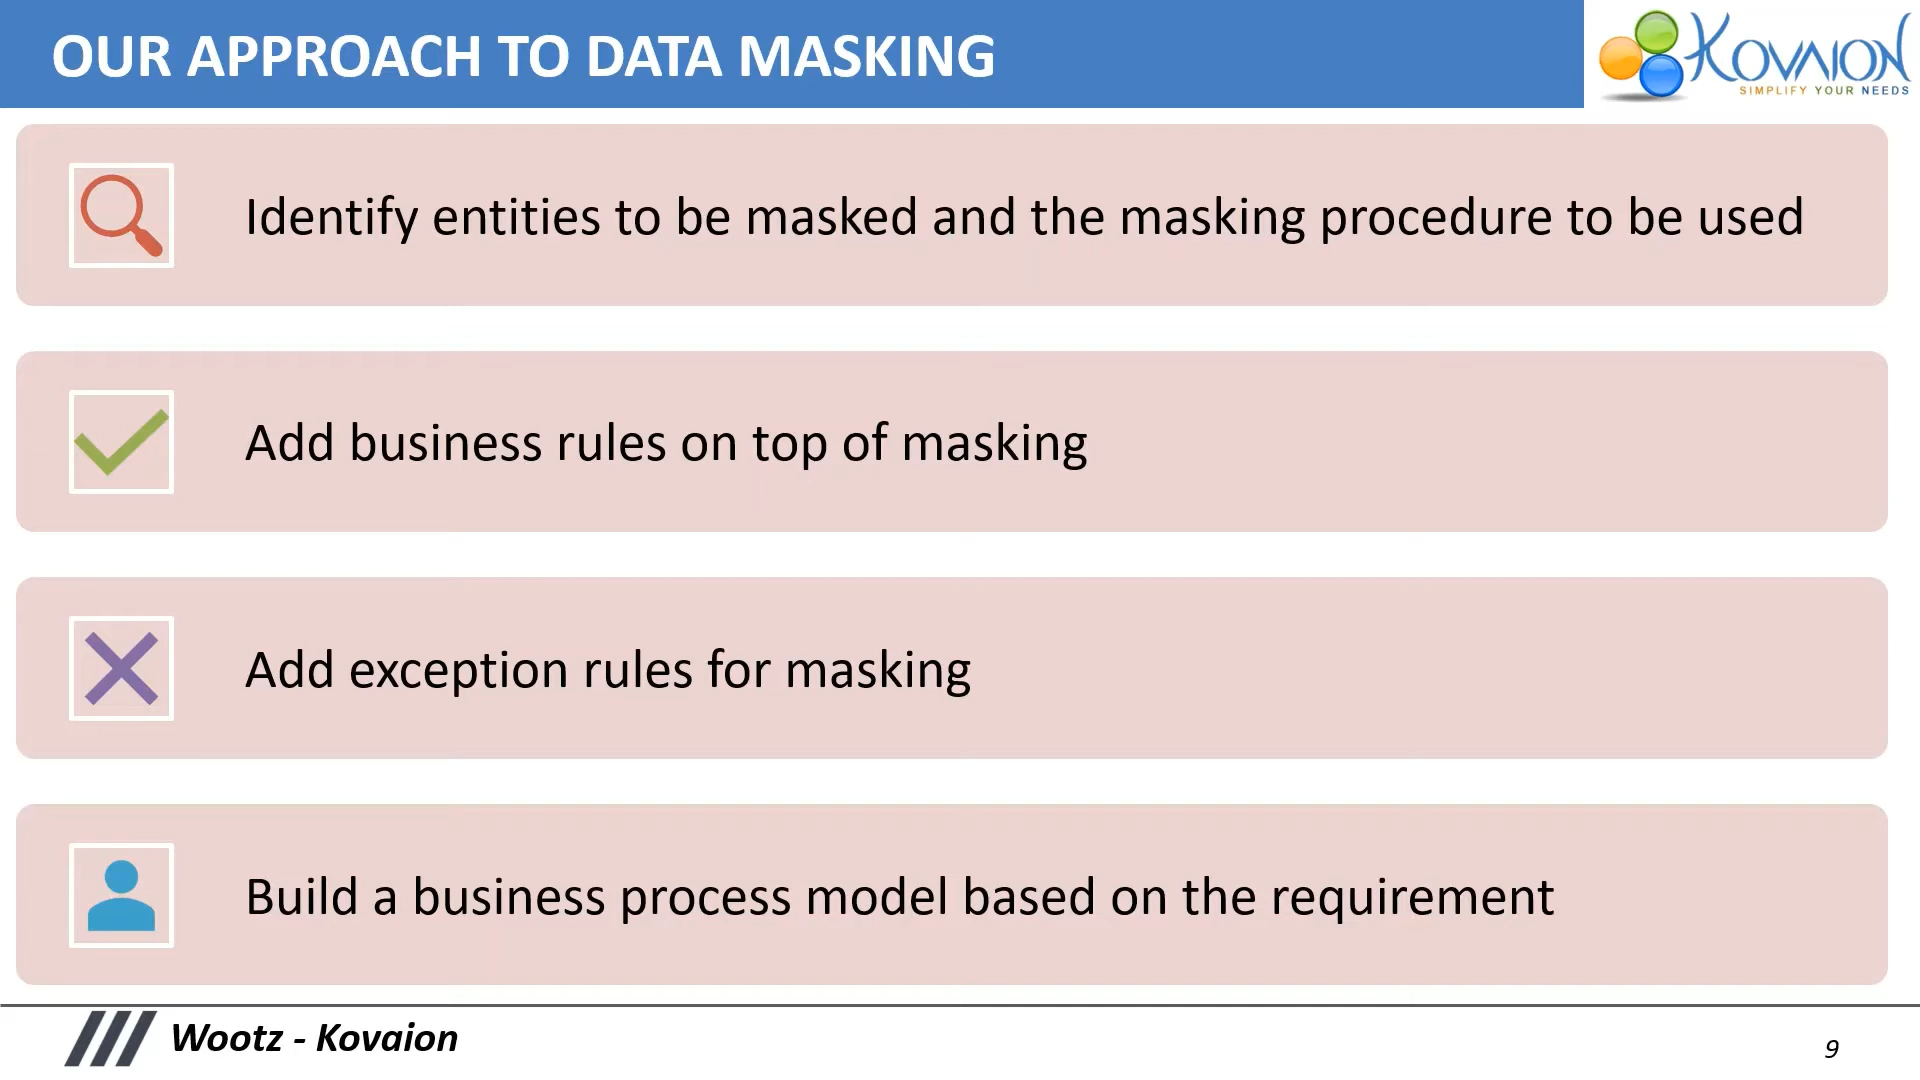 OUR APPROACH TO DATA MASKING
KOVAION
SIMPLIFY YOUR NEEDS
Identify entities to be masked and the masking procedure to be used
Add business rules on top of masking
Add exception rules for masking
Build a business process model based on the requirement
Wootz - Kovaion
9